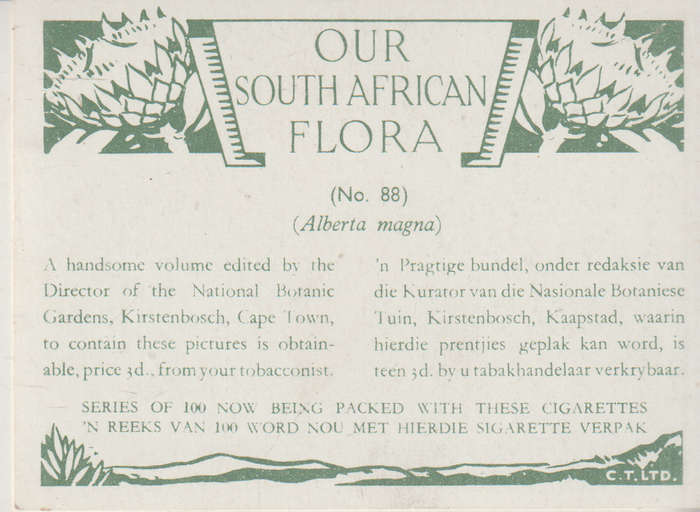 OUR
SOUTH AFRICAN
FLORA
(No. 88)
(Alberta magna)
A handsome volume edited by the
Director of the National Botanic
Gardens, Kirstenbosch, Cape Town,
to contain these pictures is obtain-
able, price 3d., from your tobacconist.
'n Pragtige bundel, onder redaksie van
die Kurator van die Nasionale Botaniese
Tuin, Kirstenbosch, Kaapstad, waarin
hierdie prentjies geplak kan word, is
teen 3d. by u tabakhandelaar verkrybaar.
SERIES OF 100 NOW BEING PACKED WITH THESE CIGARETTES
'N REEKS VAN 100 WORD NOU MET HIERDIE SIGARETTE VERPAK
C.T.LTD.